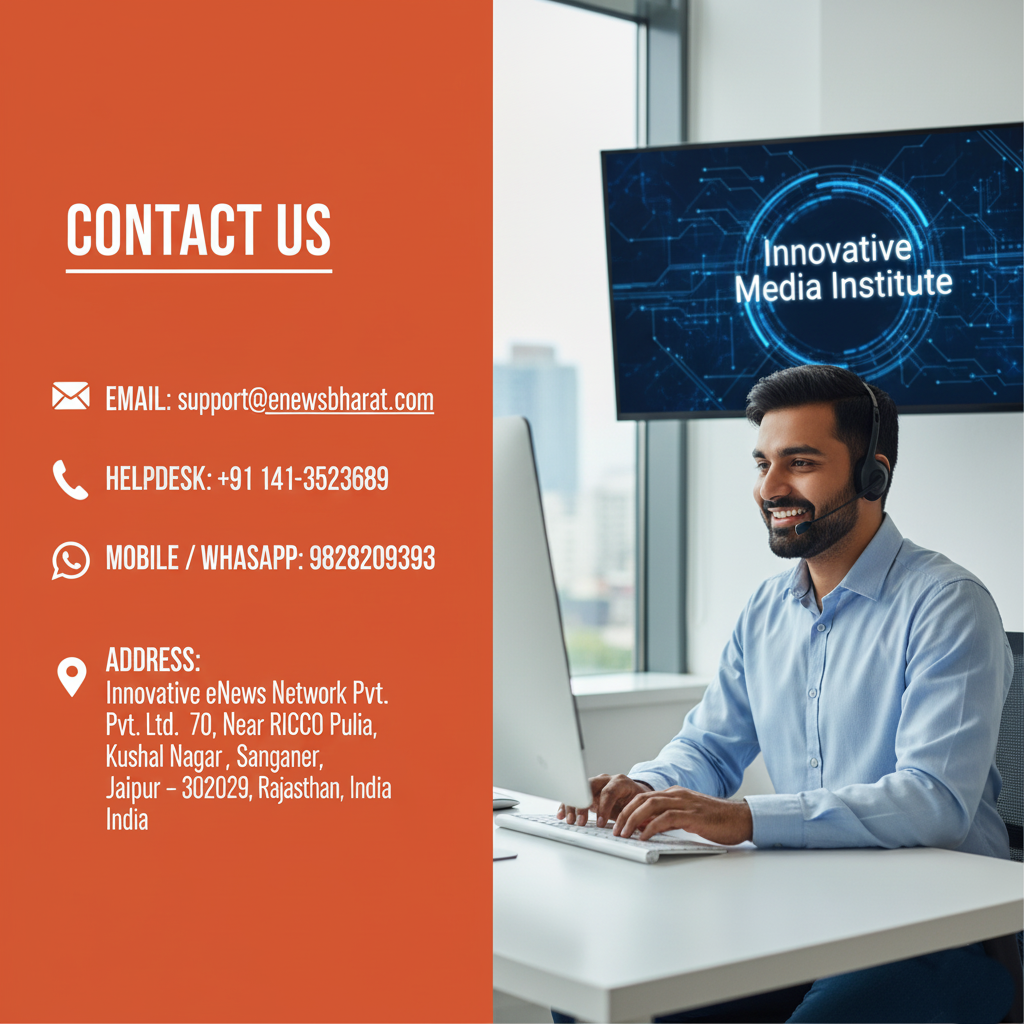 CONTACT US
EMAIL: support@enewsbharat.com
HELPDESK: +91 141-3523689
MOBILE / WHASAPP: 9828209393
ADDRESS:
Innovative eNews Network Pvt.
Pvt. Ltd. 70, Near RICCO Pulia,
Kushal Nagar , Sanganer,
Jaipur – 302029, Rajasthan, India
India
Innovative
Media Institute